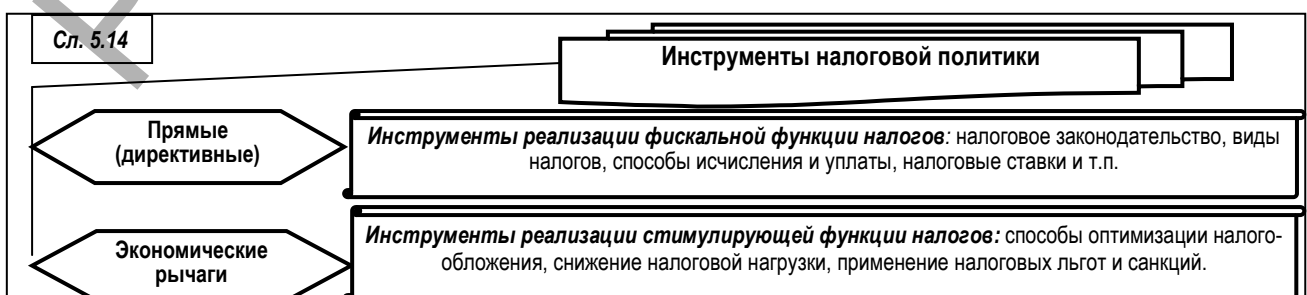 Сл. 5.14
Инструменты налоговой политики
Прямые
(директивные)
Инструменты реализации фискальной функции налогов: налоговое законодательство, виды
налогов, способы исчисления и уплаты, налоговые ставки и т.п.
Экономические
рычаги
Инструменты реализации стимулирующей функции налогов: способы оптимизации налого-
обложения, снижение налоговой нагрузки, применение налоговых льгот и санкций.